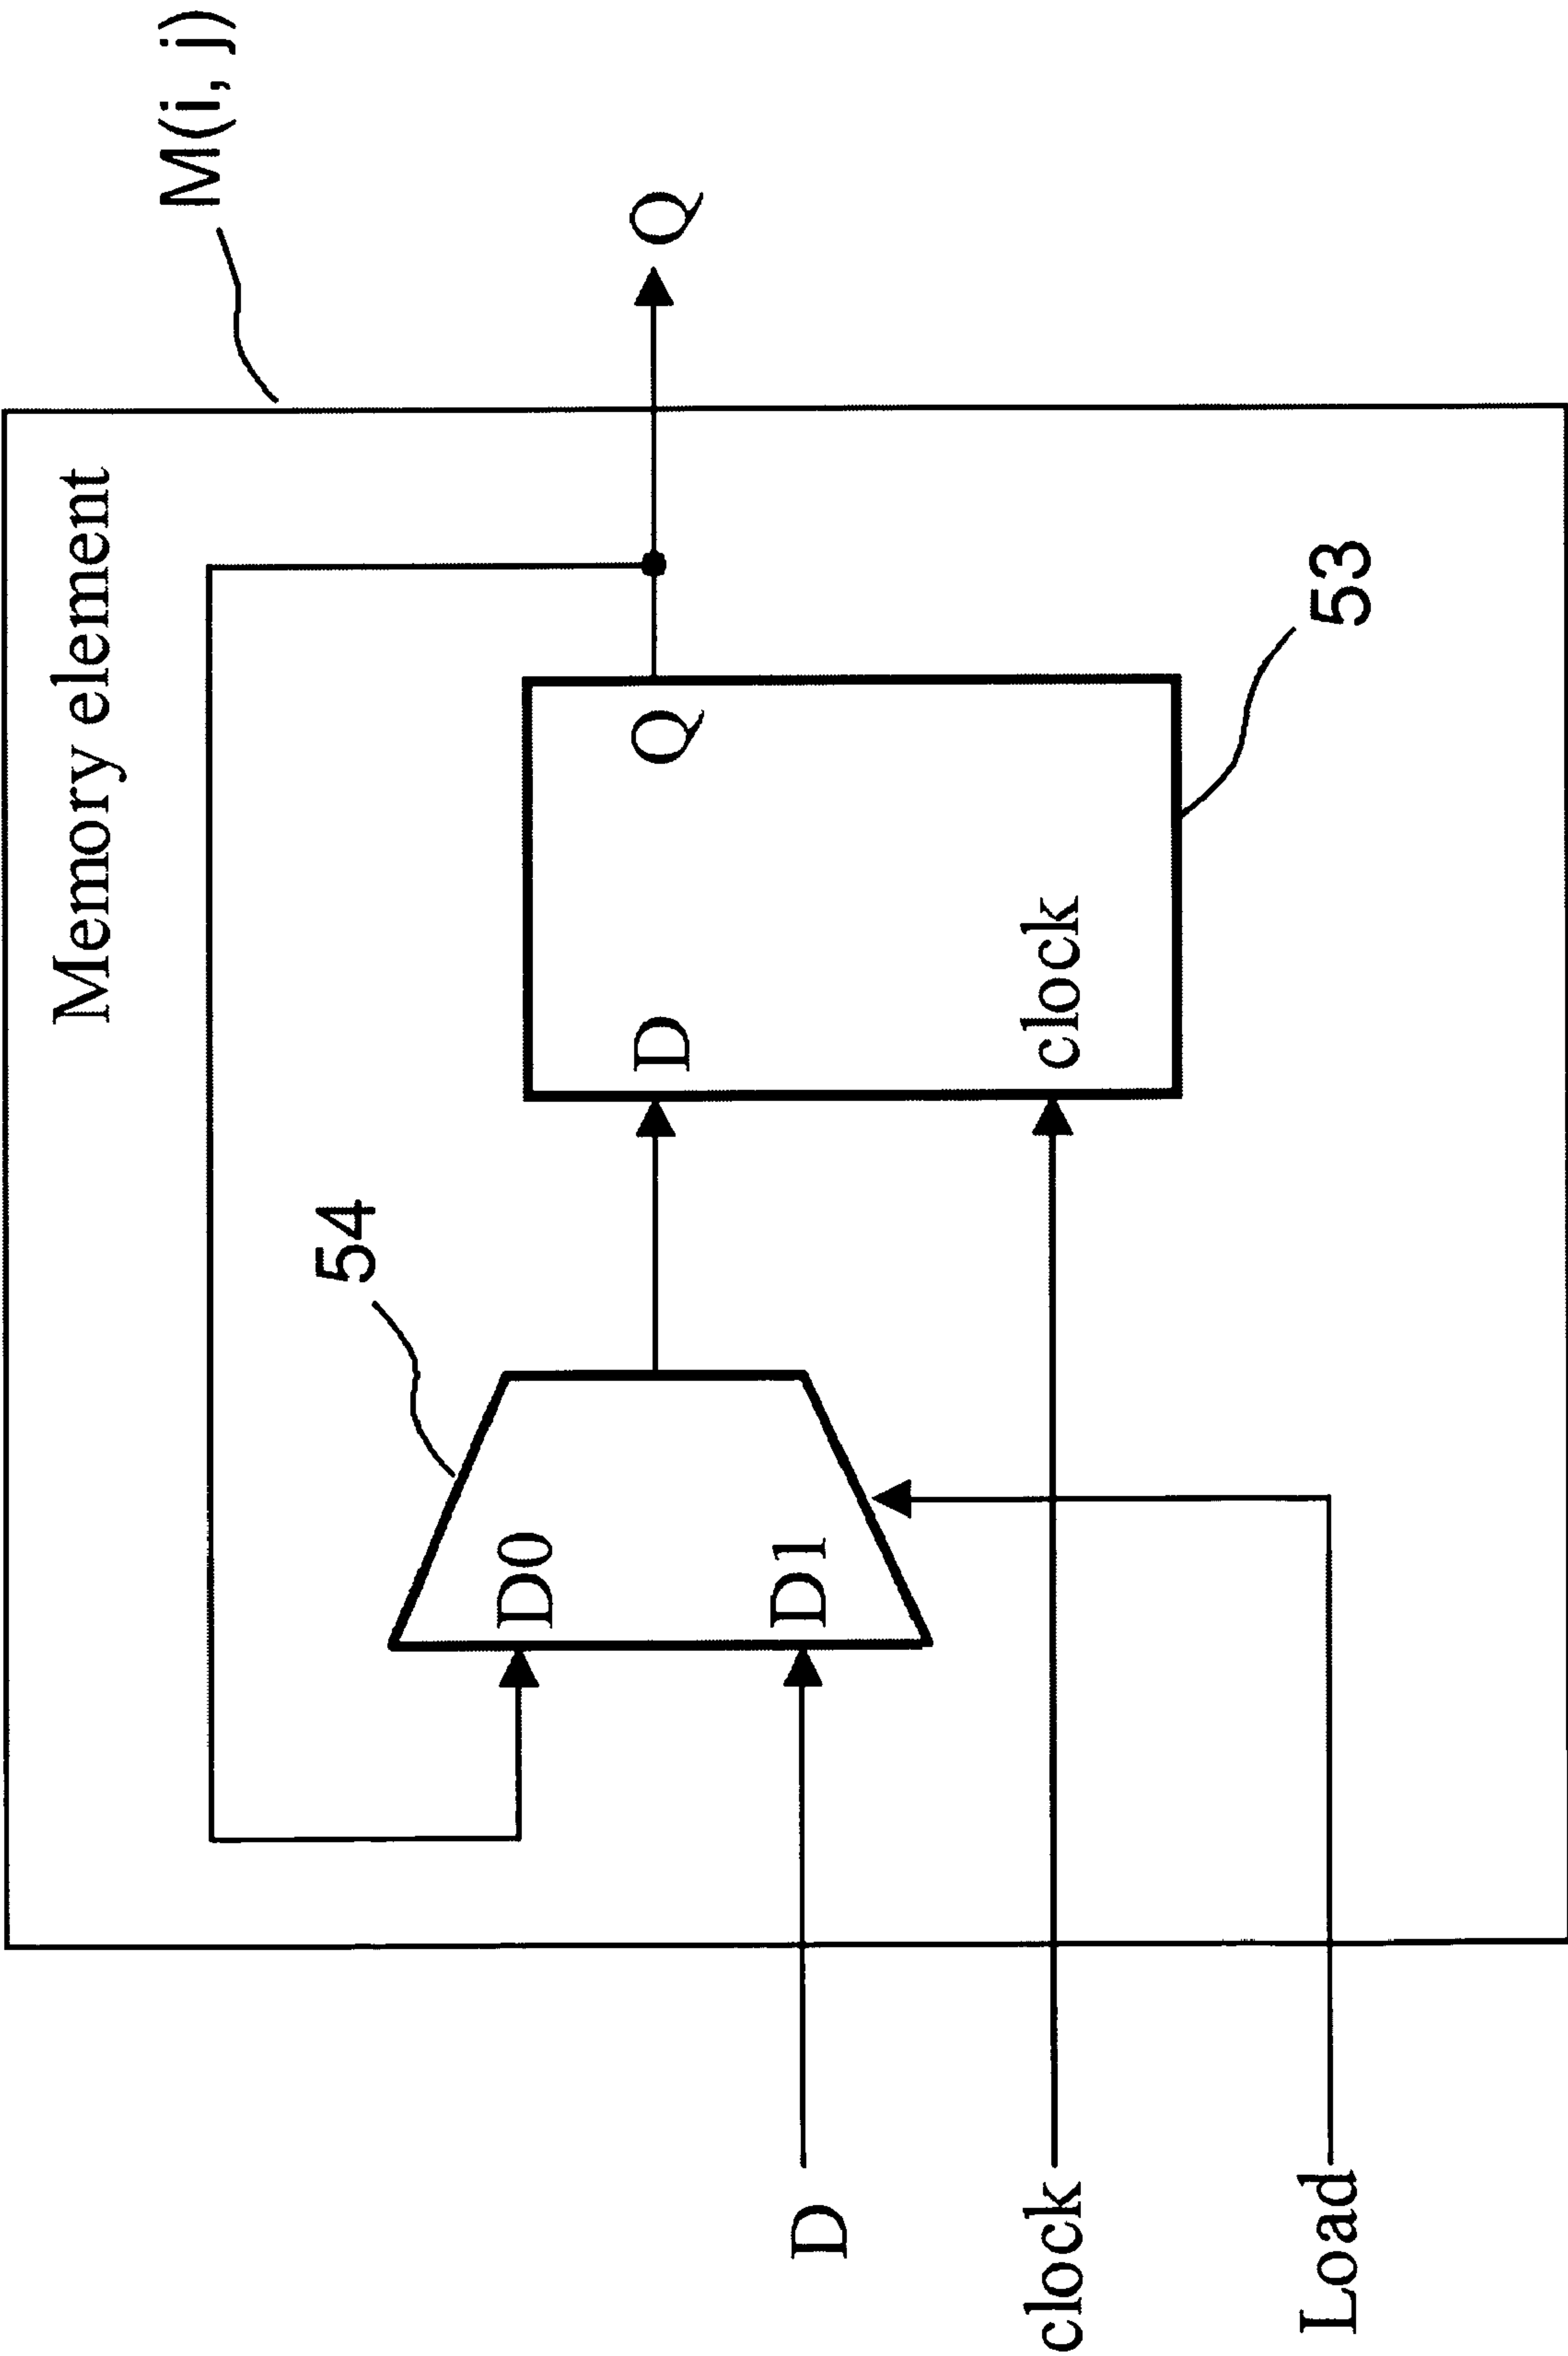 M(i, j)
Memory element
Q
54
D0
D1
D
Q
clock
53
D
clock
Load